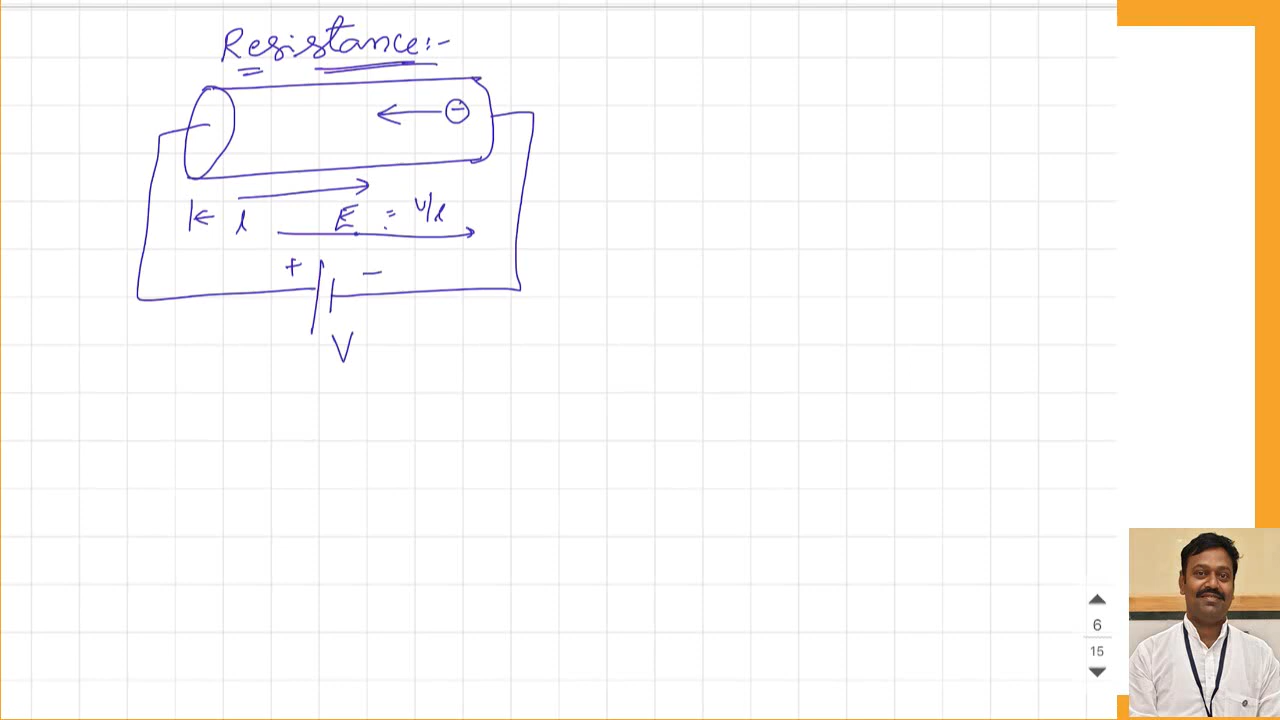 Resistance:-
⊖
l E = V/l
+ -
V
6
15